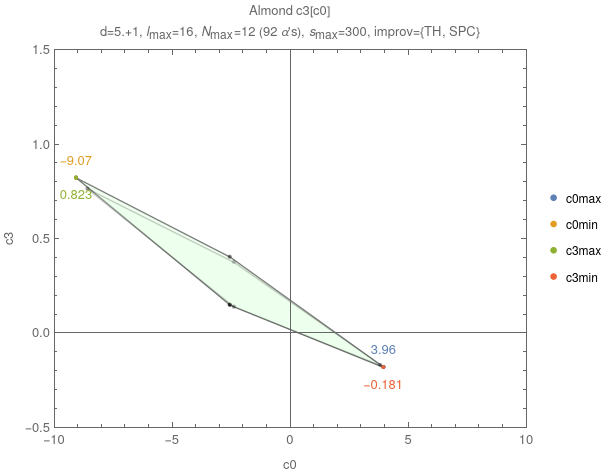 Almond c3[c0]
d=5.+1, lmax=16, Nmax=12 (92 α's), smax=300, improv={TH, SPC}
1.5
1.0
0.5
0.0
−0.5
c3
−9.07
0.823
3.96
−0.181
−10
−5
0
5
10
c0
c0max
c0min
c3max
c3min